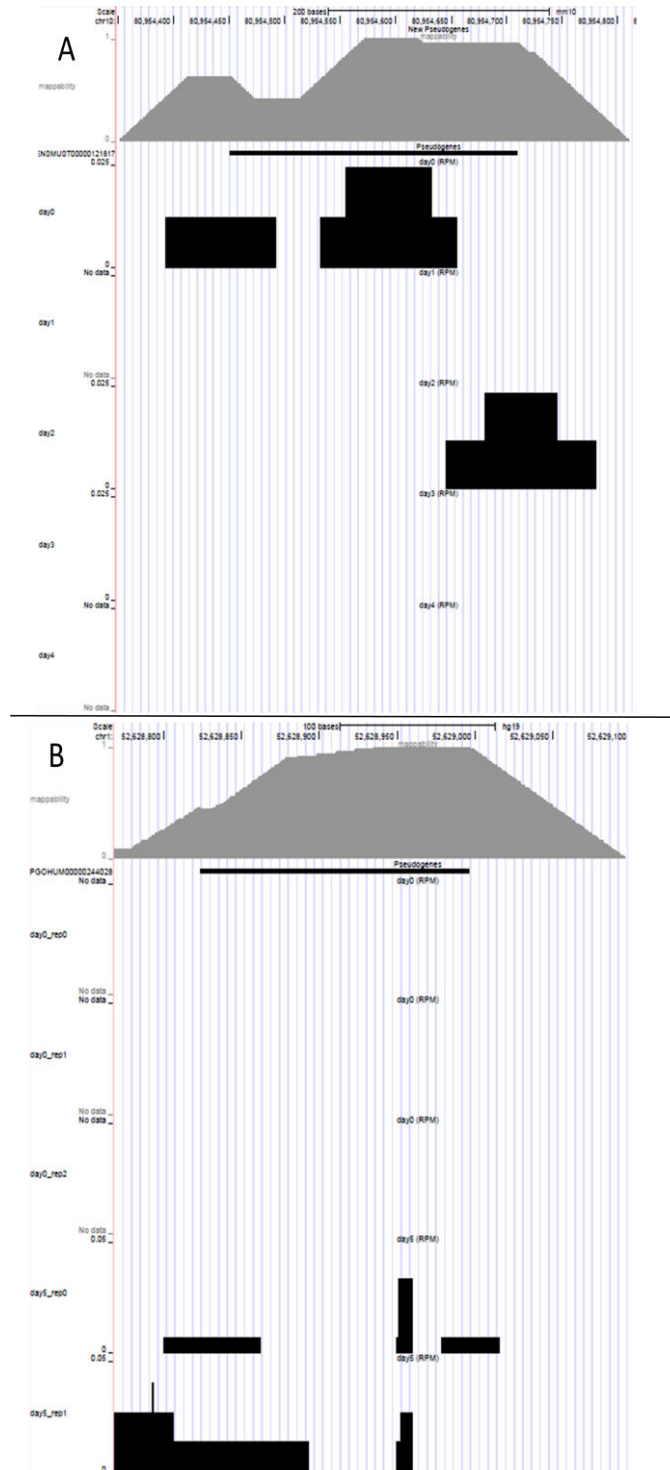 A
Scale 200 bases mm10
chr10: 80,954,400 80,954,450 80,954,500 80,954,550 80,954,600 80,954,650 80,954,700 80,954,750 80,954,800 8
New Pseudogenes
1 _ mappability
mappability
0 _
Pseudogenes
ENSMUST00000121817
0.025 _ day0 (RPM)
day0
0 _
No data _ day1 (RPM)
day1
No data _
0.025 _ day2 (RPM)
day2
0 _
0.025 _ day3 (RPM)
day3
0 _
No data _ day4 (RPM)
day4
No data _
B
Scale 100 bases hg19
chr1: 52,628,800 52,628,850 52,628,900 52,628,950 52,629,000 52,629,050 52,629,100
1 _ mappability
mappability
0 _
Pseudogenes
PGOHUM00000244028
No data _ day0 (RPM)
day0_rep0
No data _
No data _ day0 (RPM)
day0_rep1
No data _
No data _ day0 (RPM)
day0_rep2
No data _
0.05 _ day5 (RPM)
day5_rep0
0 _
0.05 _ day5 (RPM)
day5_rep1
0 _